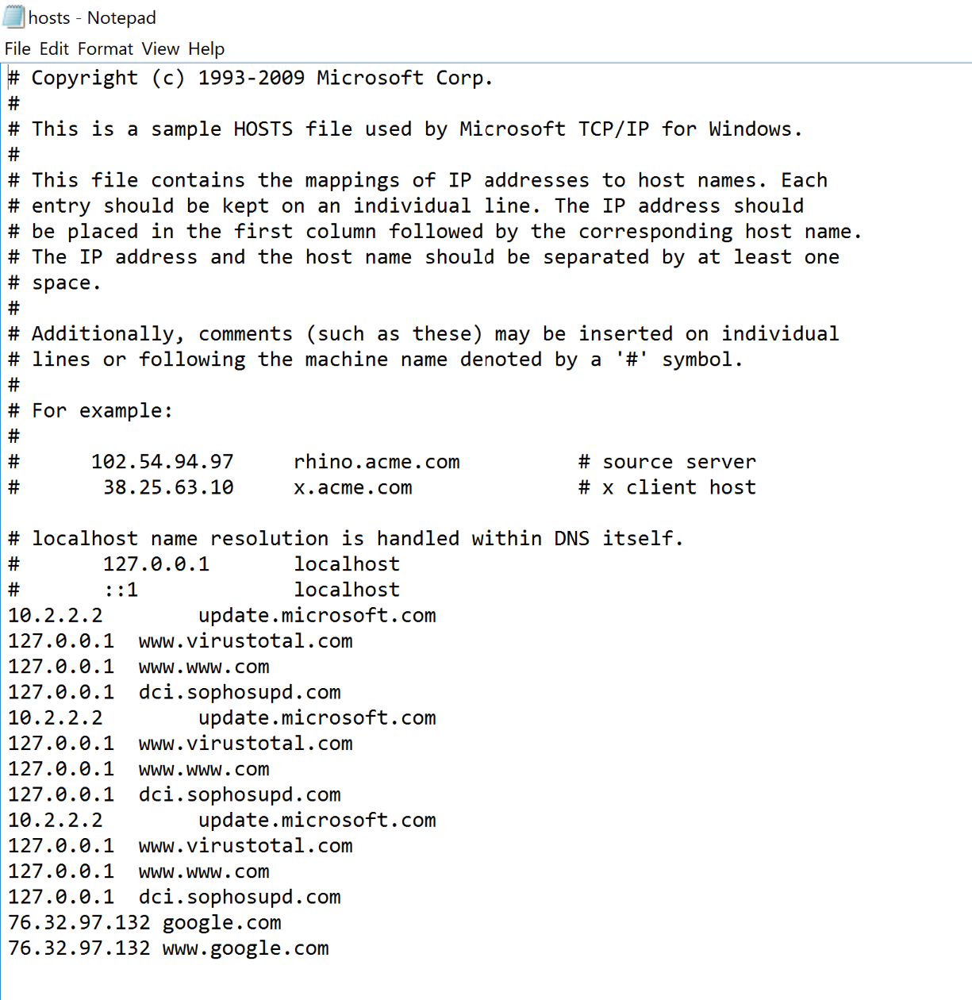 hosts - Notepad
File Edit Format View Help
# Copyright (c) 1993-2009 Microsoft Corp.
#
# This is a sample HOSTS file used by Microsoft TCP/IP for Windows.
#
# This file contains the mappings of IP addresses to host names. Each
# entry should be kept on an individual line. The IP address should
# be placed in the first column followed by the corresponding host name.
# The IP address and the host name should be separated by at least one
# space.
#
# Additionally, comments (such as these) may be inserted on individual
# lines or following the machine name denoted by a '#' symbol.
#
# For example:
#
#      102.54.94.97     rhino.acme.com          # source server
#       38.25.63.10     x.acme.com              # x client host

# localhost name resolution is handled within DNS itself.
#       127.0.0.1       localhost
#       ::1             localhost
10.2.2.2        update.microsoft.com
127.0.0.1  www.virustotal.com
127.0.0.1  www.www.com
127.0.0.1  dci.sophosupd.com
10.2.2.2        update.microsoft.com
127.0.0.1  www.virustotal.com
127.0.0.1  www.www.com
127.0.0.1  dci.sophosupd.com
10.2.2.2        update.microsoft.com
127.0.0.1  www.virustotal.com
127.0.0.1  www.www.com
127.0.0.1  dci.sophosupd.com
76.32.97.132 google.com
76.32.97.132 www.google.com